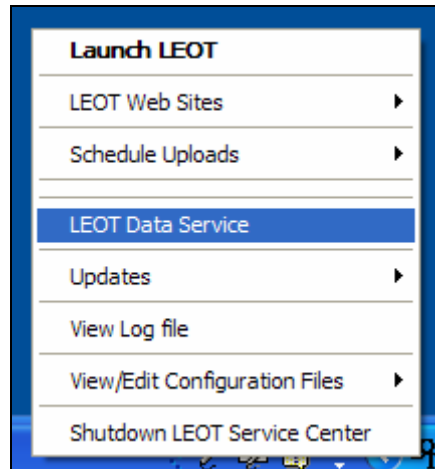 Launch LEOT
LEOT Web Sites
Schedule Uploads
LEOT Data Service
Updates
View Log file
View/Edit Configuration Files
Shutdown LEOT Service Center